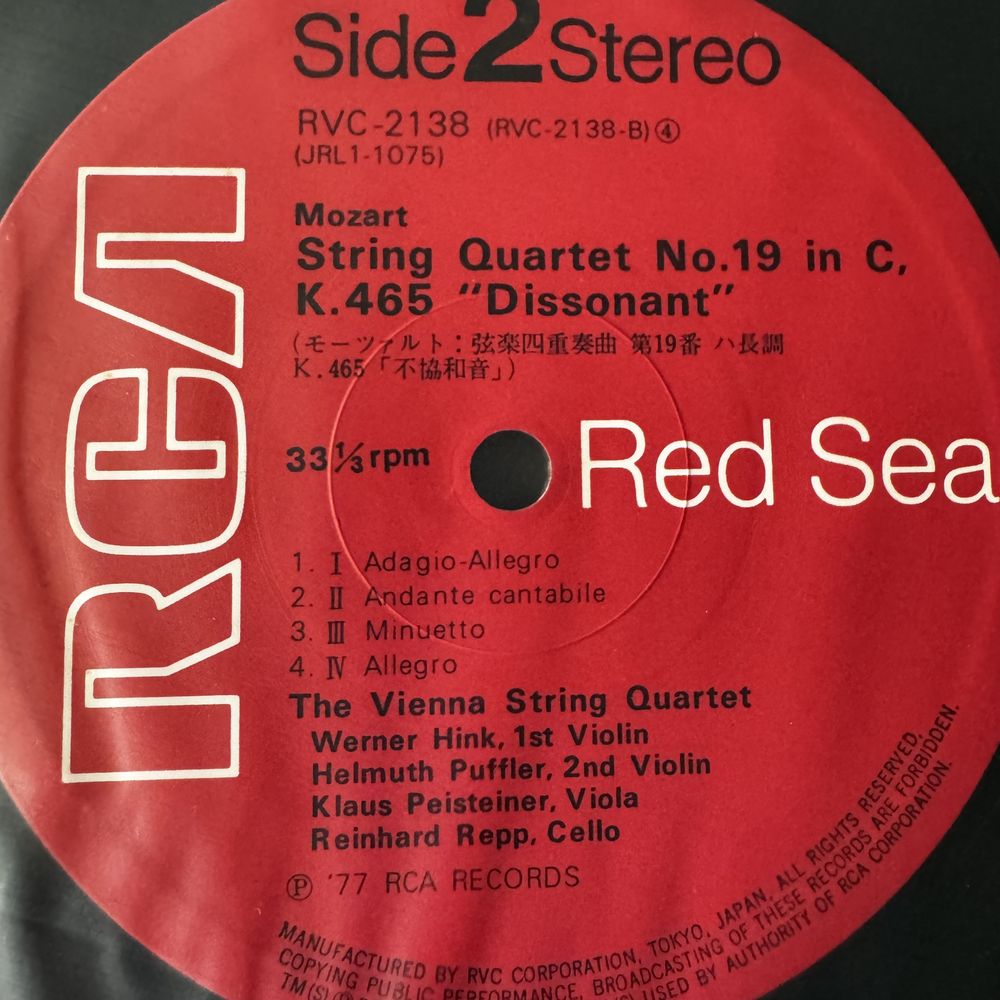 Side 2 Stereo
RVC-2138 (RVC-2138-B)④
(JRL1-1075)
Mozart
String Quartet No.19 in C,
K.465 "Dissonant"
(モーツァルト：弦楽四重奏曲 第19番 ハ長調
K.465「不協和音」)
RCA
Red Sea
33⅓rpm
1. Ⅰ Adagio-Allegro
2. Ⅱ Andante cantabile
3. Ⅲ Minuetto
4. Ⅳ Allegro
The Vienna String Quartet
Werner Hink, 1st Violin
Helmuth Puffler, 2nd Violin
Klaus Peisteiner, Viola
Reinhard Repp, Cello
Ⓟ '77 RCA RECORDS
MANUFACTURED BY RVC CORPORATION, TOKYO, JAPAN. ALL RIGHTS RESERVED.
COPYING PUBLIC PERFORMANCE, BROADCASTING OF THESE RECORDS ARE FORBIDDEN.
TM(S) USED BY AUTHORITY OF RCA CORPORATION.